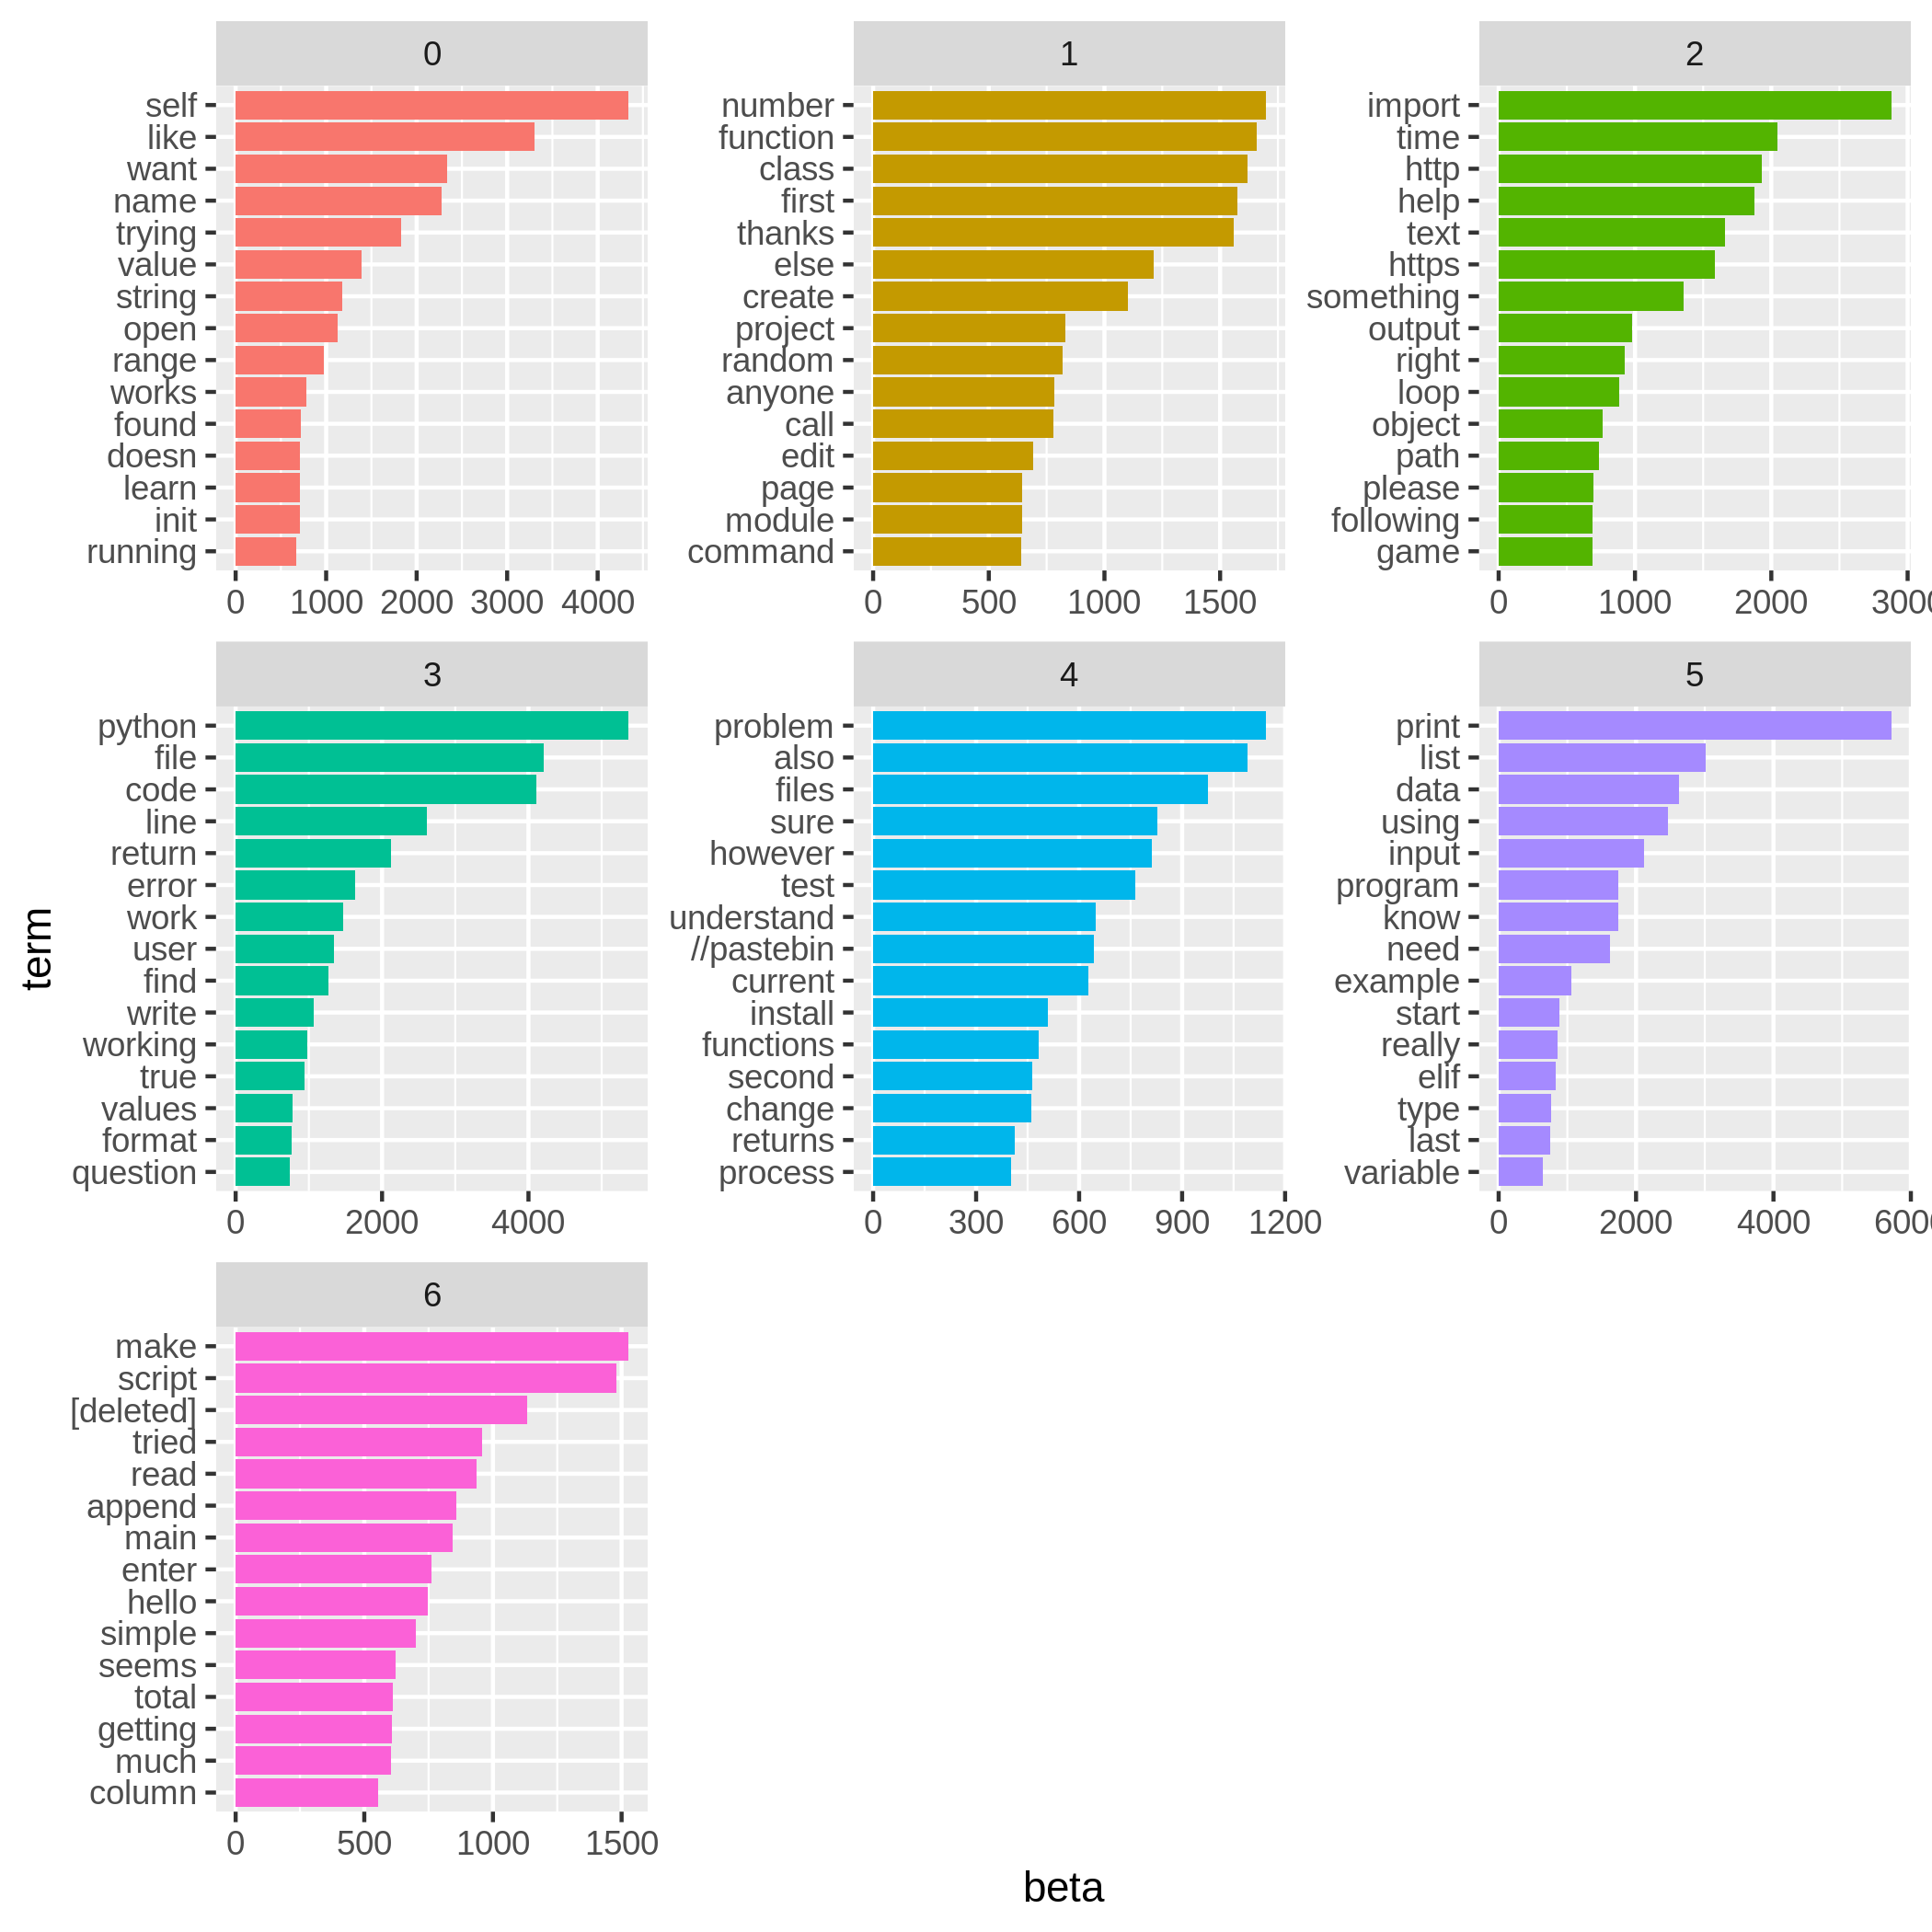 0
self
like
want
name
trying
value
string
open
range
works
found
doesn
learn
init
running
0 1000 2000 3000 4000
1
number
function
class
first
thanks
else
create
project
random
anyone
call
edit
page
module
command
0 500 1000 1500
2
import
time
http
help
text
https
something
output
right
loop
object
path
please
following
game
0 1000 2000 3000
3
python
file
code
line
return
error
work
user
find
write
working
true
values
format
question
0 2000 4000
4
problem
also
files
sure
however
test
understand
//pastebin
current
install
functions
second
change
returns
process
0 300 600 900 1200
5
print
list
data
using
input
program
know
need
example
start
really
elif
type
last
variable
0 2000 4000 6000
6
make
script
[deleted]
tried
read
append
main
enter
hello
simple
seems
total
getting
much
column
0 500 1000 1500
term
beta